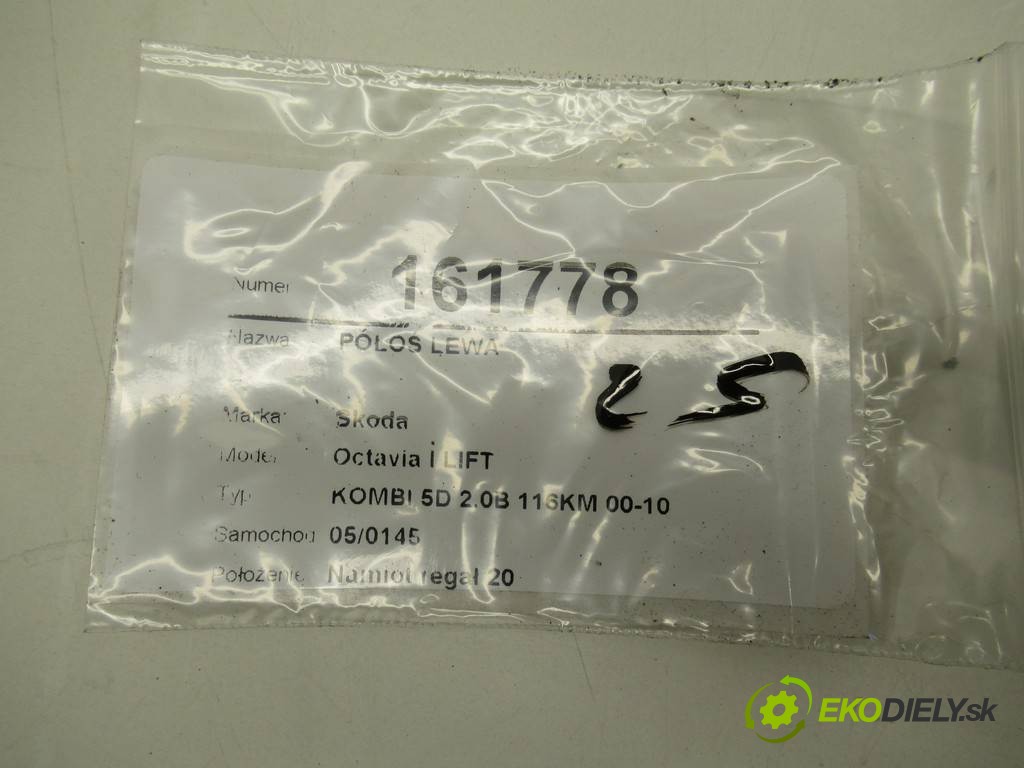 Numer 161778
Nazwa PÓŁOŚ LEWA
Marka: Skoda
Model Octavia I LIFT
Typ KOMBI 5D 2.0B 116KM 00-10
Samochód 05/0145
Położenie Namiot regał 20
EKODIELY.sk